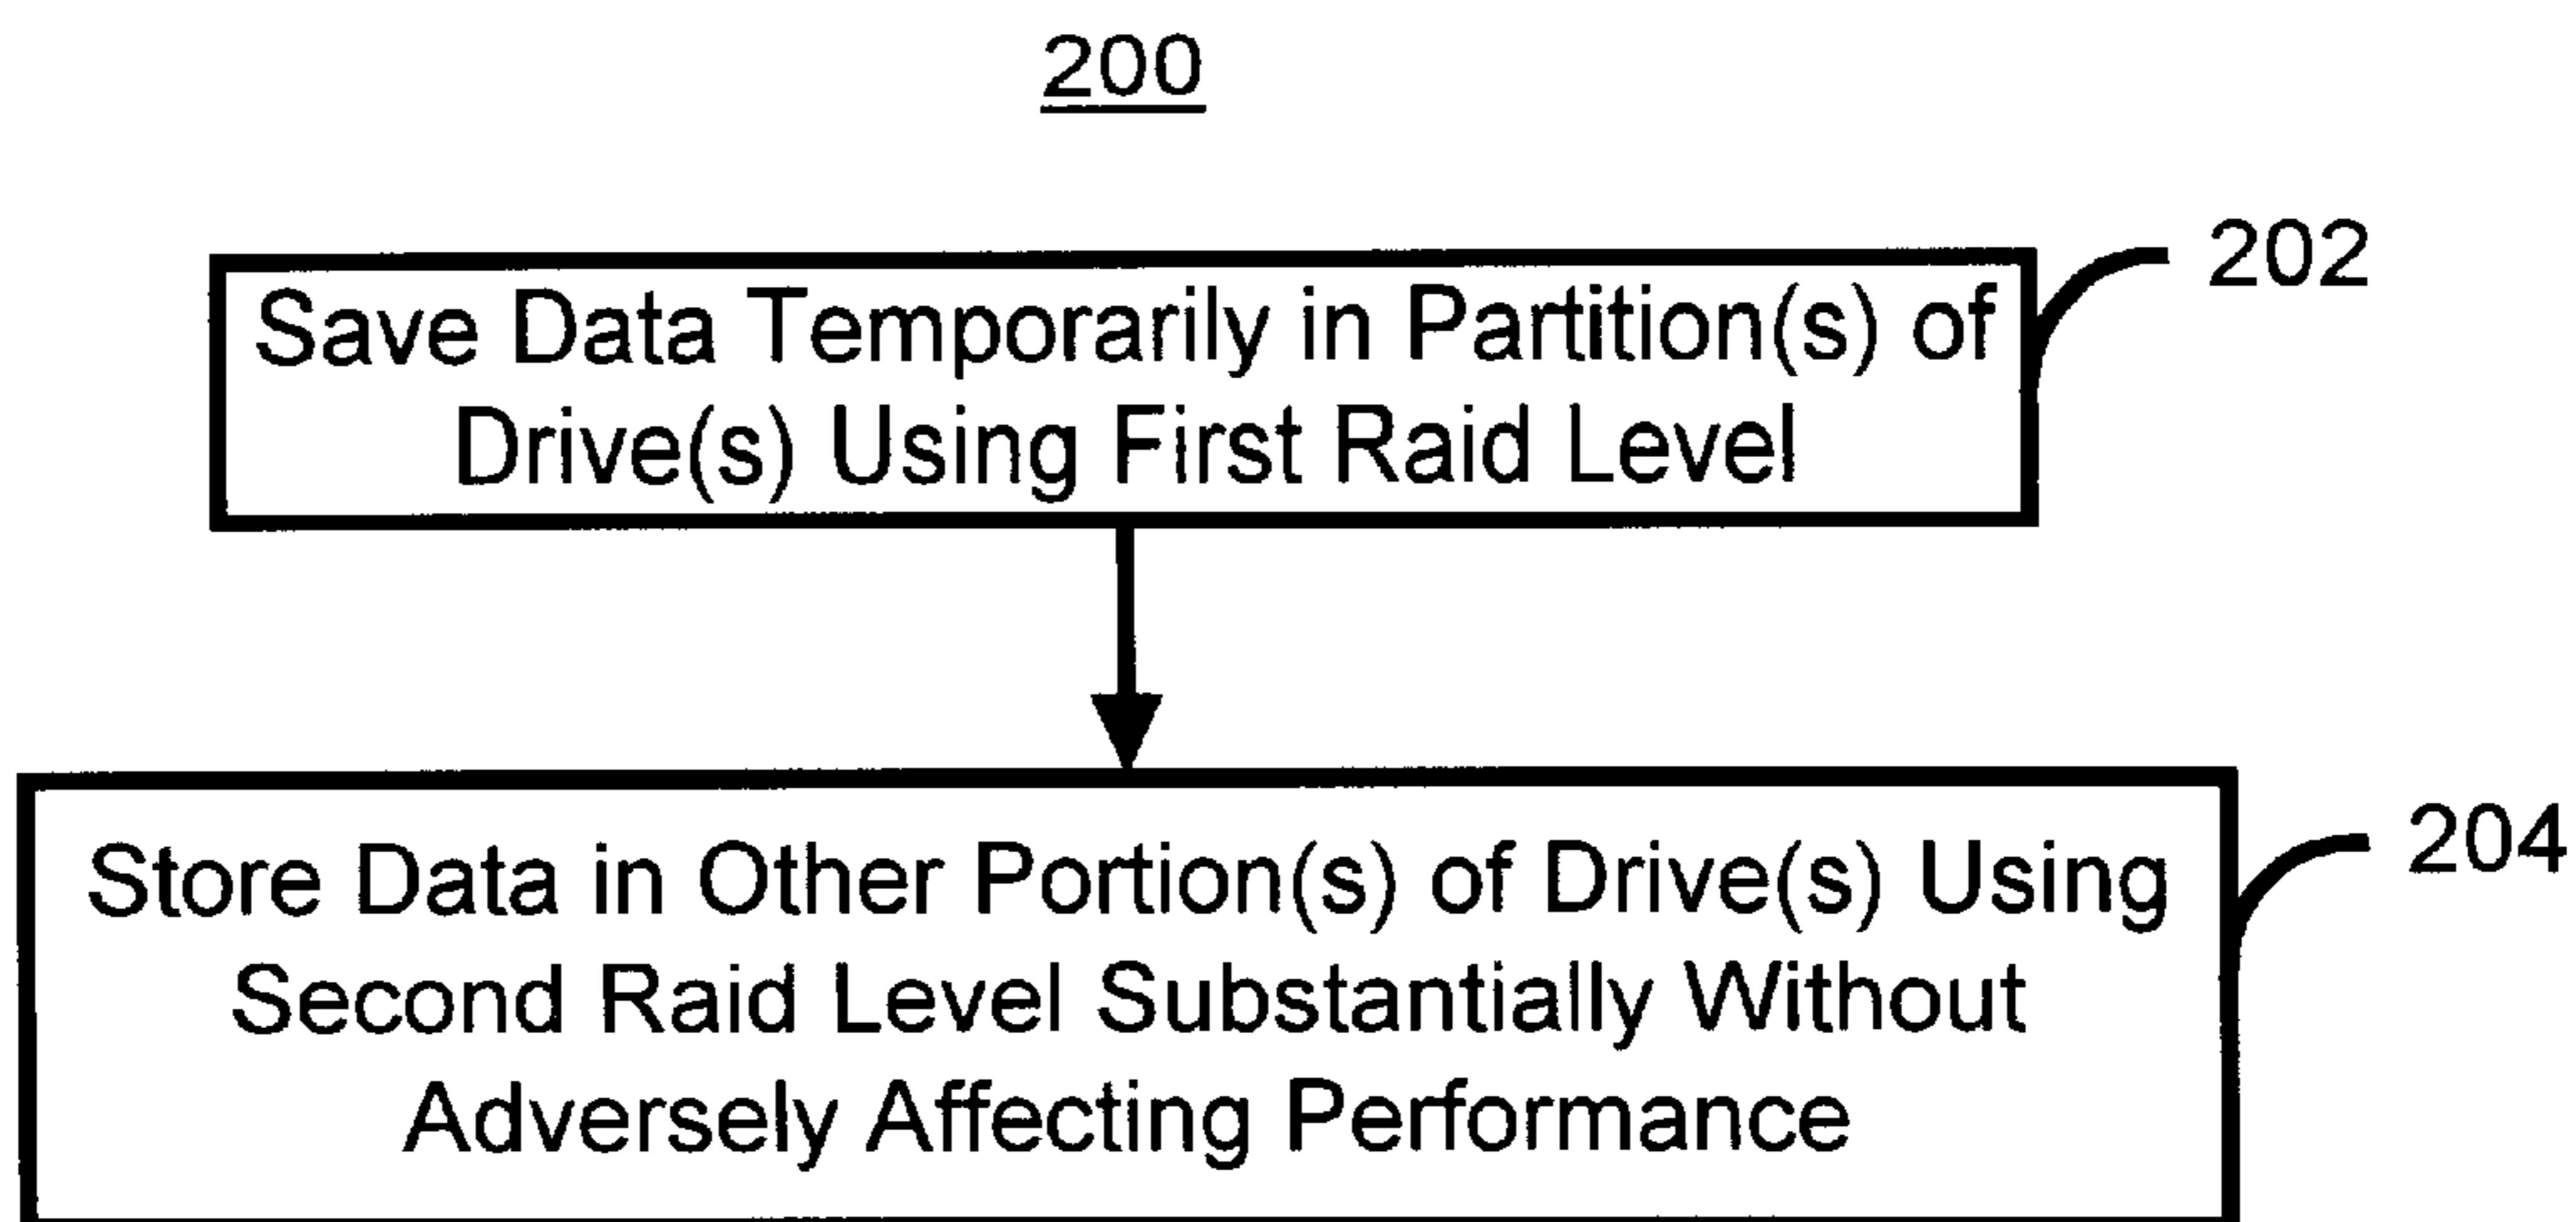 200
202
Save Data Temporarily in Partition(s) of
Drive(s) Using First Raid Level
204
Store Data in Other Portion(s) of Drive(s) Using
Second Raid Level Substantially Without
Adversely Affecting Performance